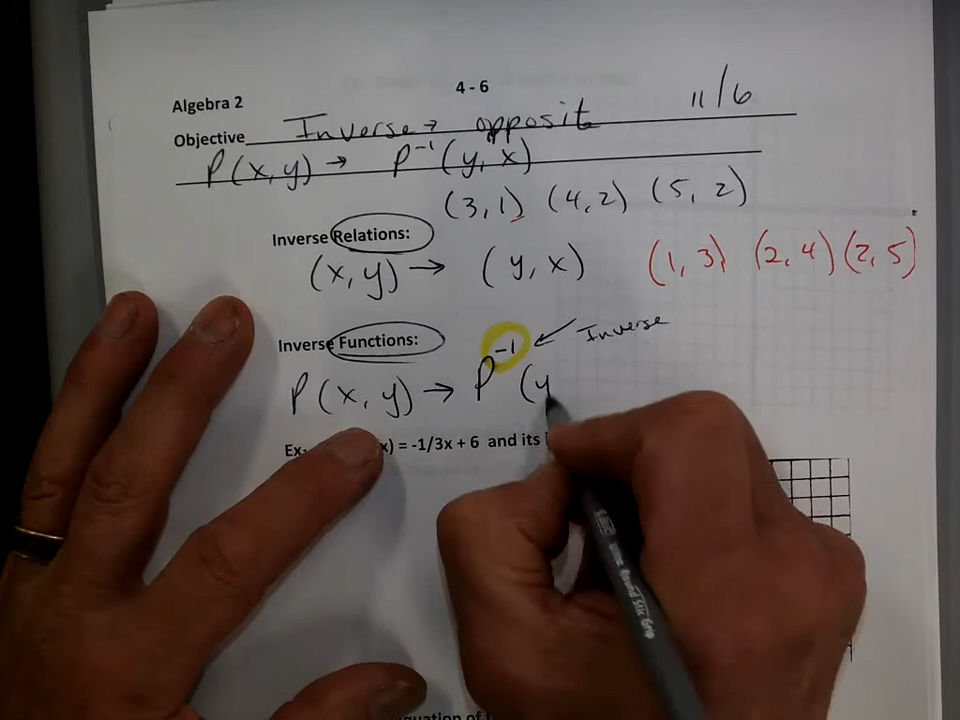 4 - 6
Algebra 2
11/6
Objective Inverse → opposit
P(x,y) → P⁻¹(y,x)
(3,1) (4,2) (5,2)
Inverse Relations:
(x,y) → (y,x) (1,3) (2,4) (2,5)
Inverse Functions:
P(x,y) → P⁻¹ (y
← Inverse
Ex. x) = -1/3x + 6 and its